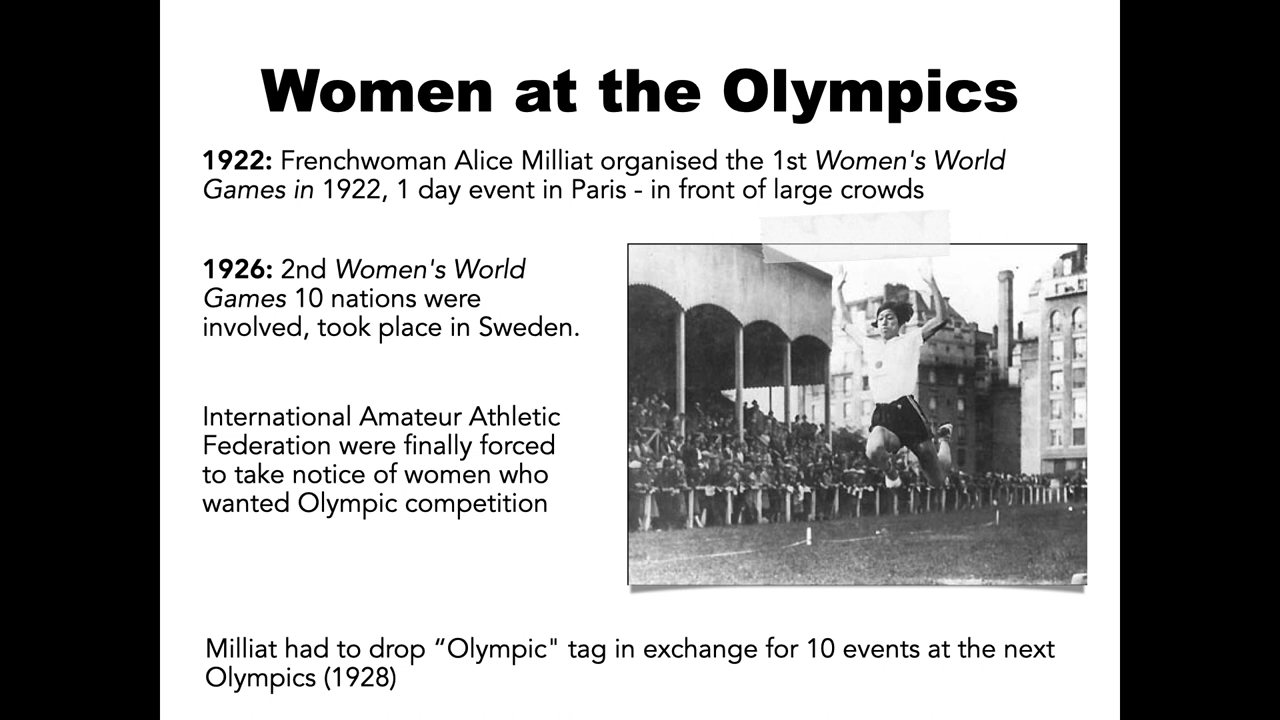 Women at the Olympics
1922: Frenchwoman Alice Milliat organised the 1st Women's World
Games in 1922, 1 day event in Paris - in front of large crowds
1926: 2nd Women's World
Games 10 nations were
involved, took place in Sweden.
International Amateur Athletic
Federation were finally forced
to take notice of women who
wanted Olympic competition
Milliat had to drop “Olympic" tag in exchange for 10 events at the next
Olympics (1928)